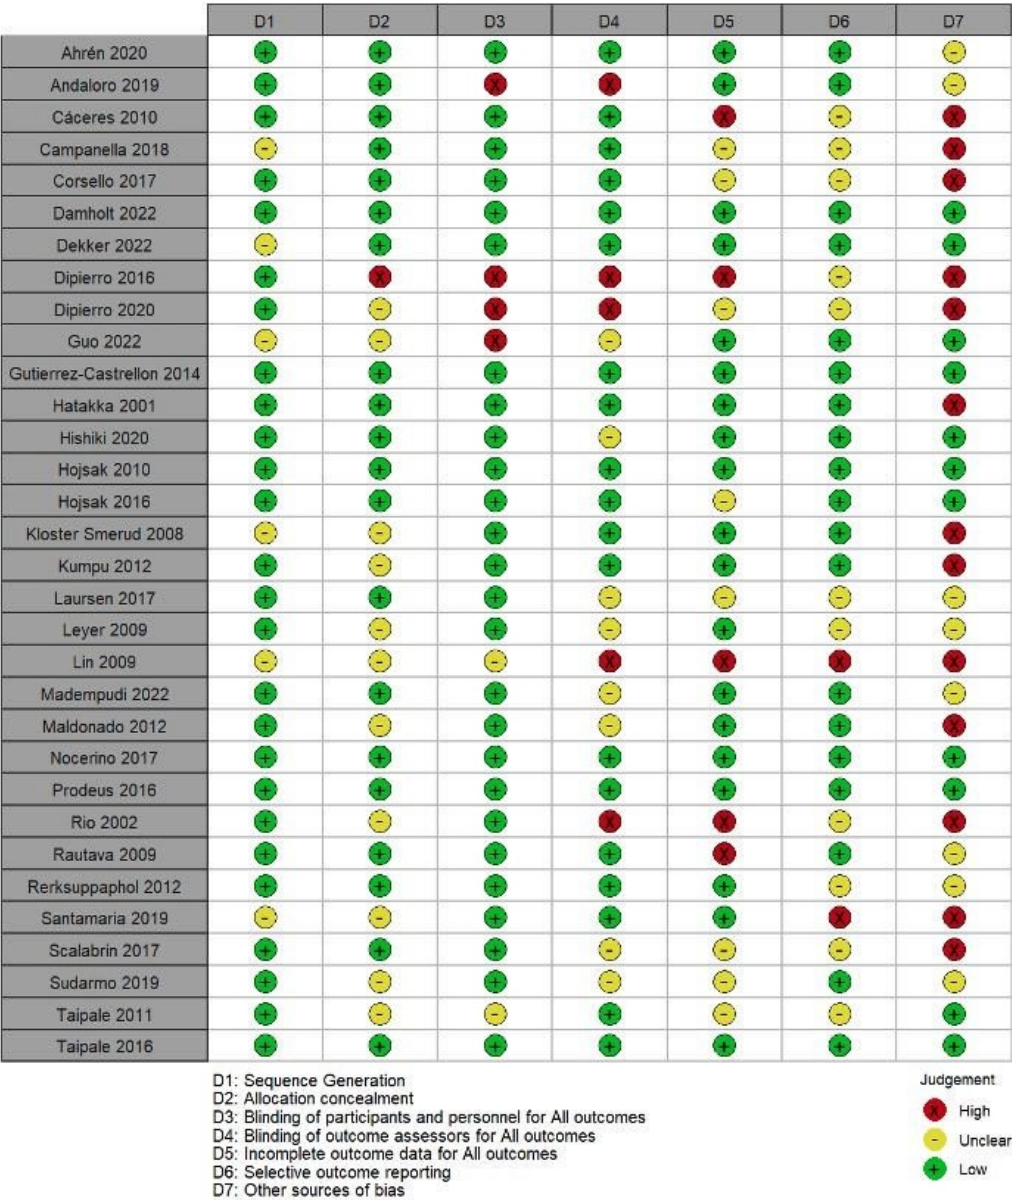 D1 D2 D3 D4 D5 D6 D7
Ahrén 2020 + + + + + + -
Andaloro 2019 + + X X + + -
Cáceres 2010 + + + + X - X
Campanella 2018 - + + + - - X
Corsello 2017 + + + + - - X
Damholt 2022 + + + + + + +
Dekker 2022 - + + + + + +
Dipierro 2016 + X X X X - X
Dipierro 2020 + - X X - - X
Guo 2022 - - X - + + +
Gutierrez-Castrellon 2014 + + + + + + +
Hatakka 2001 + + + + + + X
Hishiki 2020 + + + - + + +
Hojsak 2010 + + + + + + +
Hojsak 2016 + + + + - + +
Kloster Smerud 2008 - - + + + + X
Kumpu 2012 + - + + + + X
Laursen 2017 + + + - - - -
Leyer 2009 + - + - + - -
Lin 2009 - - - X X X X
Madempudi 2022 + + + - + + -
Maldonado 2012 + - + - + + X
Nocerino 2017 + + + + + + +
Prodeus 2016 + + + + + + +
Rio 2002 + - + X X - X
Rautava 2009 + + + + X + -
Rerksuppaphol 2012 + + + + + - -
Santamaria 2019 - - + + + X X
Scalabrin 2017 + + + - - - X
Sudarmo 2019 + - + - - + -
Taipale 2011 + - - + - - +
Taipale 2016 + + + + + + +
D1: Sequence Generation
D2: Allocation concealment
D3: Blinding of participants and personnel for All outcomes
D4: Blinding of outcome assessors for All outcomes
D5: Incomplete outcome data for All outcomes
D6: Selective outcome reporting
D7: Other sources of bias
Judgement
X High
- Unclear
+ Low